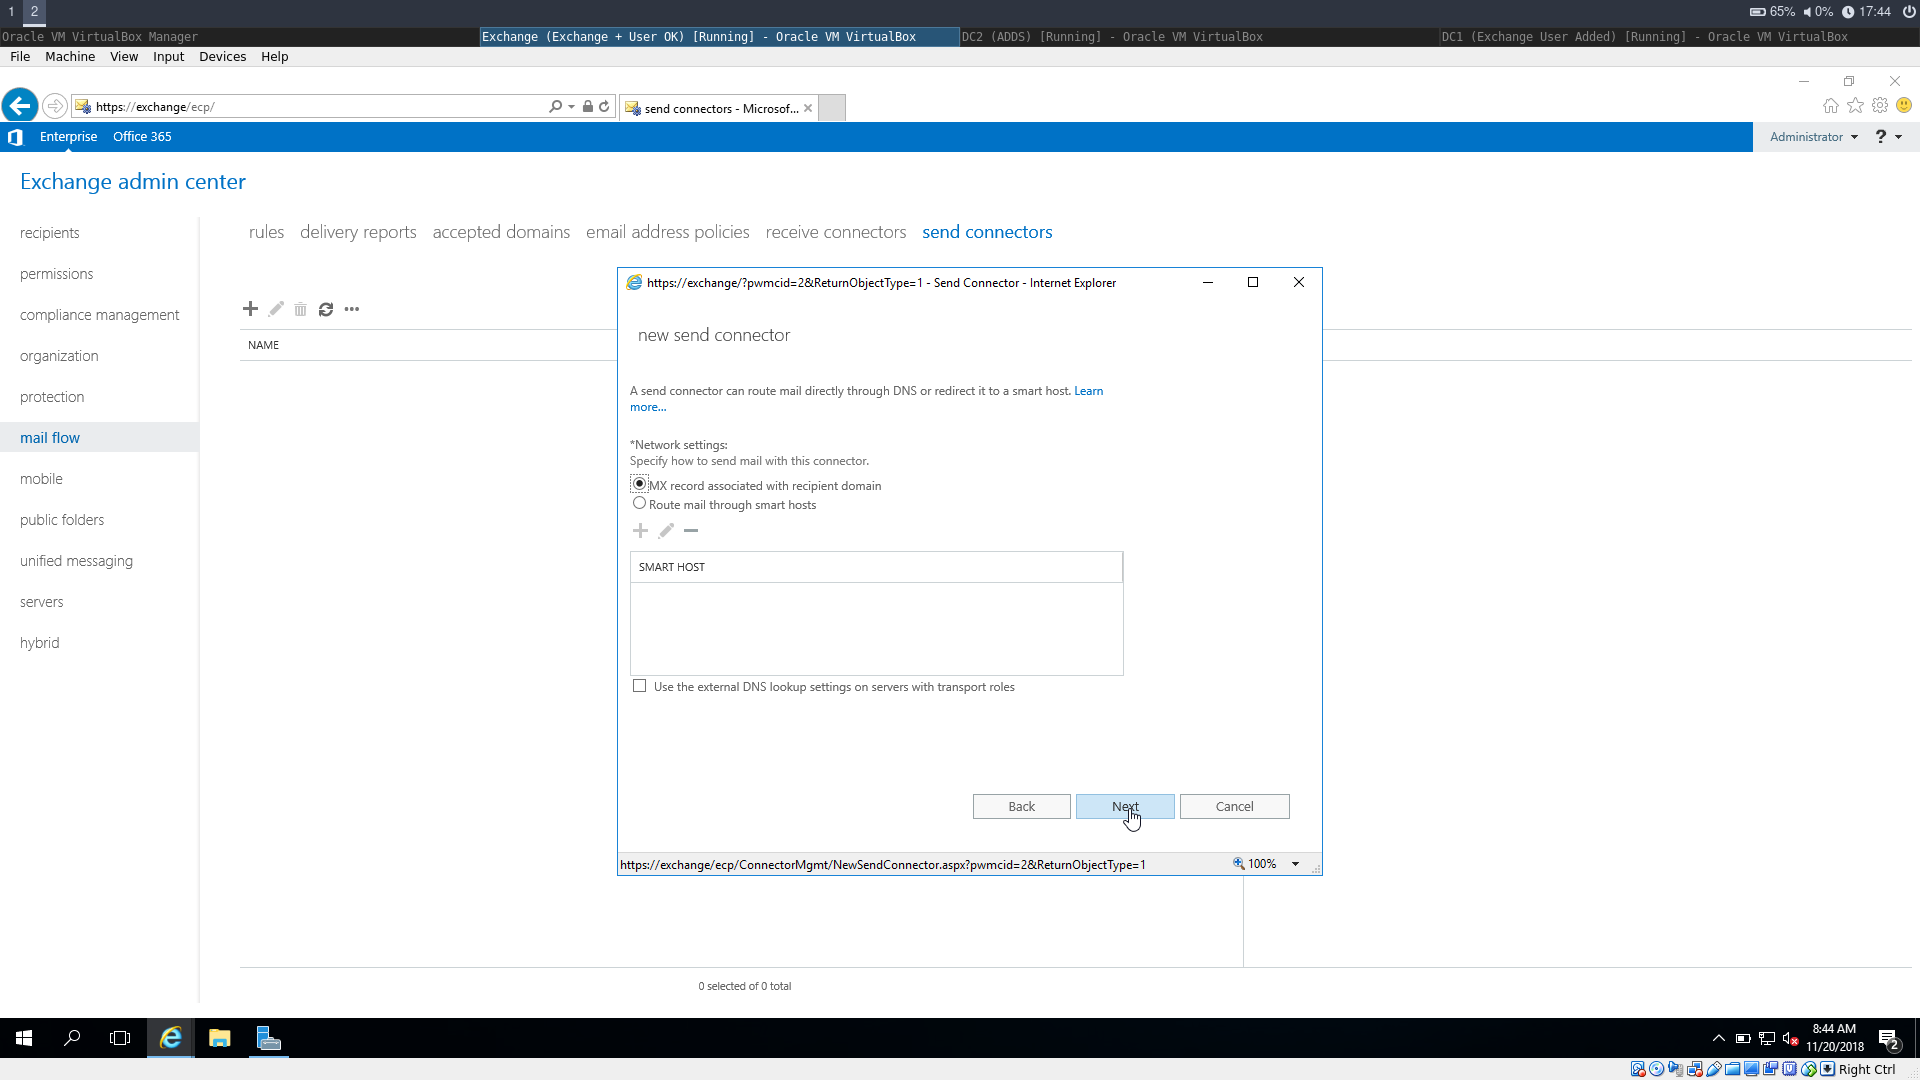 1 2
65% 0% 17:44
Oracle VM VirtualBox Manager
Exchange (Exchange + User OK) [Running] - Oracle VM VirtualBox
DC2 (ADDS) [Running] - Oracle VM VirtualBox
DC1 (Exchange User Added) [Running] - Oracle VM VirtualBox
File Machine View Input Devices Help
https://exchange/ecp/
send connectors - Microsof...
Enterprise Office 365
Administrator ?
Exchange admin center
recipients
permissions
compliance management
organization
protection
mail flow
mobile
public folders
unified messaging
servers
hybrid
rules delivery reports accepted domains email address policies receive connectors send connectors
NAME
https://exchange/?pwmcid=2&ReturnObjectType=1 - Send Connector - Internet Explorer
new send connector
A send connector can route mail directly through DNS or redirect it to a smart host. Learn
more...
*Network settings:
Specify how to send mail with this connector.
MX record associated with recipient domain
Route mail through smart hosts
SMART HOST
Use the external DNS lookup settings on servers with transport roles
Back Next Cancel
https://exchange/ecp/ConnectorMgmt/NewSendConnector.aspx?pwmcid=2&ReturnObjectType=1
100%
0 selected of 0 total
8:44 AM
11/20/2018
2
Right Ctrl